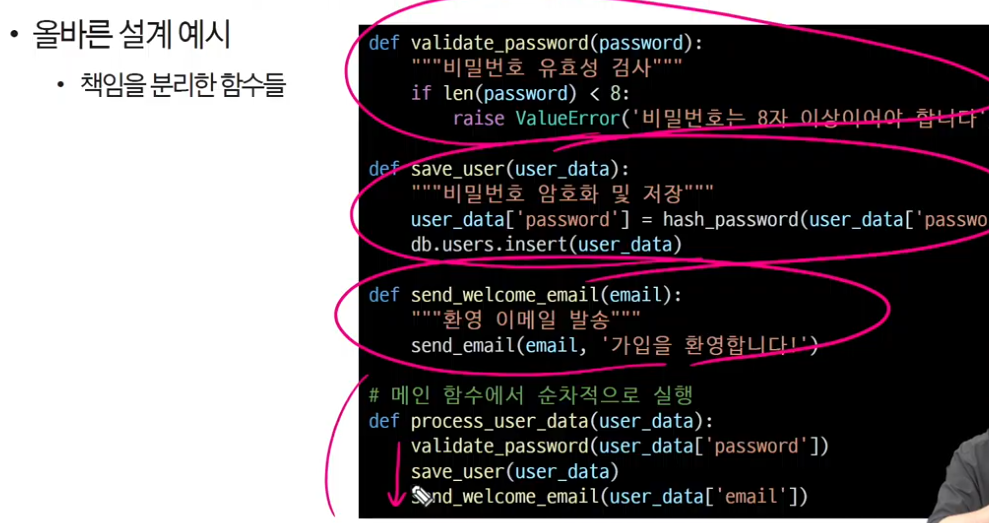 • 올바른 설계 예시
• 책임을 분리한 함수들
def validate_password(password):
"""비밀번호 유효성 검사"""
if len(password) < 8:
raise ValueError('비밀번호는 8자 이상이어야 합니다'
def save_user(user_data):
"""비밀번호 암호화 및 저장"""
user_data['password'] = hash_password(user_data['passwo
db.users.insert(user_data)
def send_welcome_email(email):
"""환영 이메일 발송"""
send_email(email, '가입을 환영합니다!')
# 메인 함수에서 순차적으로 실행
def process_user_data(user_data):
validate_password(user_data['password'])
save_user(user_data)
send_welcome_email(user_data['email'])